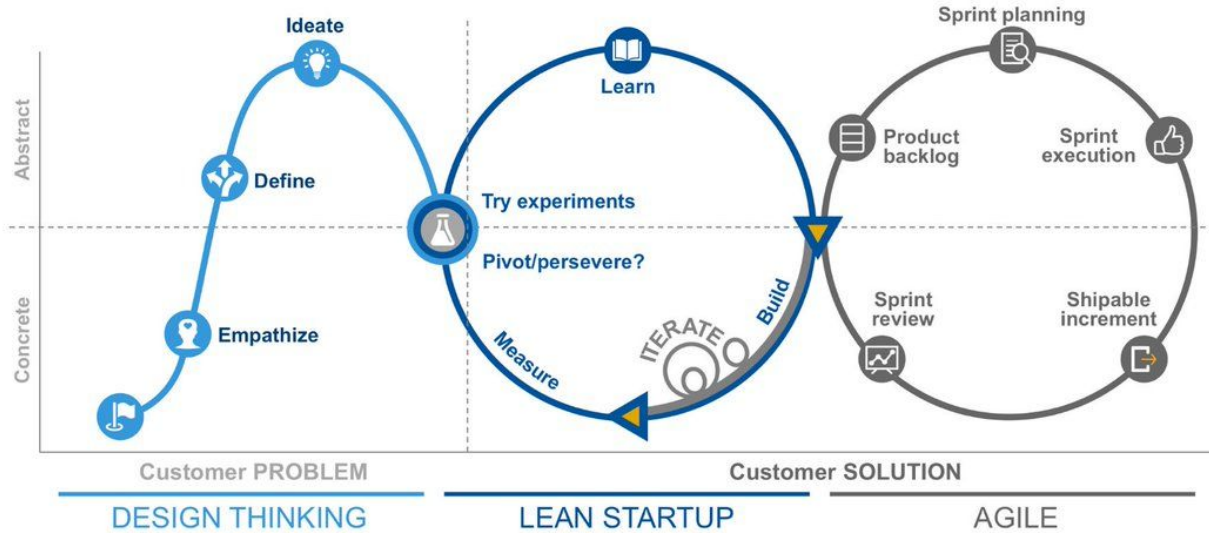 Ideate
Sprint planning
Abstract
Learn
Product
backlog
Sprint
execution
Define
Try experiments
Pivot/persevere?
Concrete
Empathize
Measure
ITERATE
Build
Sprint
review
Shipable
increment
Customer PROBLEM
Customer SOLUTION
DESIGN THINKING
LEAN STARTUP
AGILE